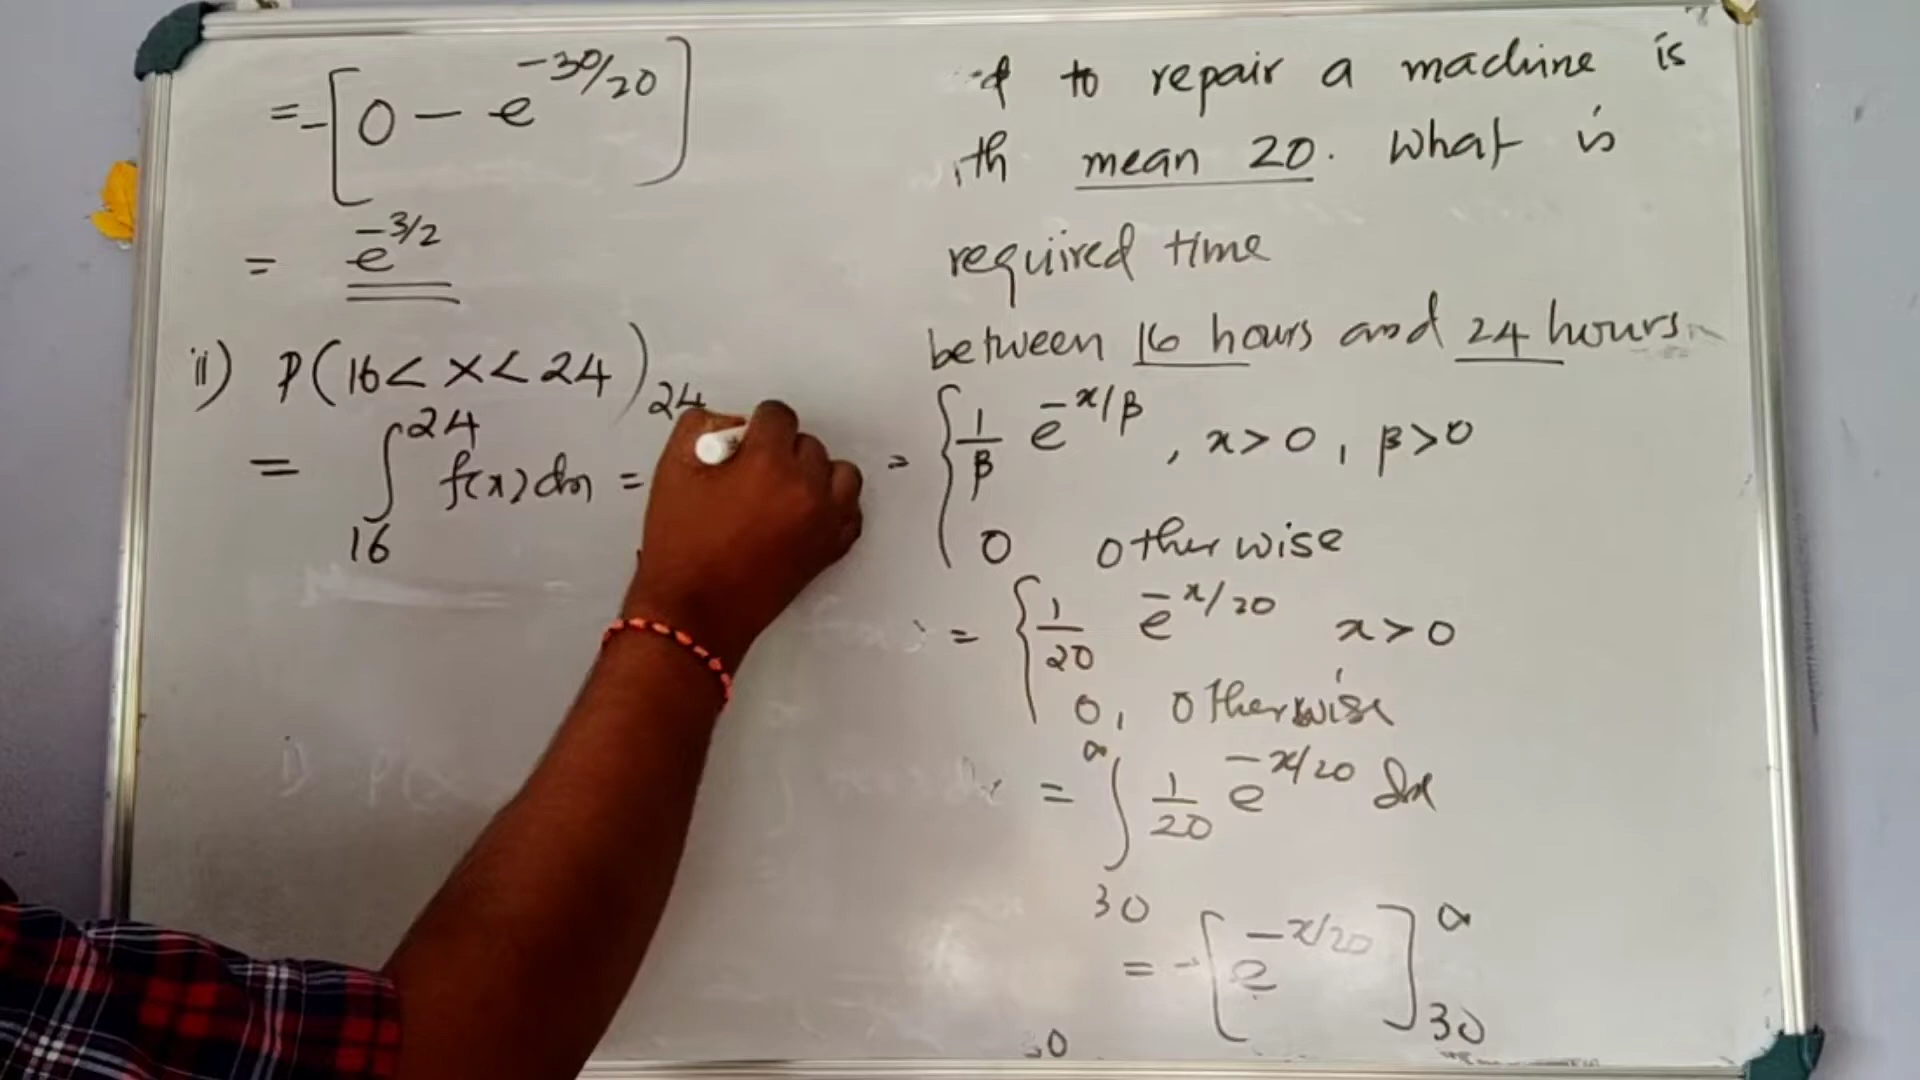 = -[0 - e^{-30/20}]
= e^{-3/2}
ii) P(16 < x < 24)
= ∫_{16}^{24} f(x) dx = 24
to repair a machine is
mean 20. What is
required time
between 16 hours and 24 hours
= { 1/β e^{-x/β} , x > 0 , β > 0
0 otherwise
= { 1/20 e^{-x/20} x > 0
0, otherwise
= ∫_{30}^{∞} 1/20 e^{-x/20} dx
= -[e^{-x/20}]_{30}^{∞}